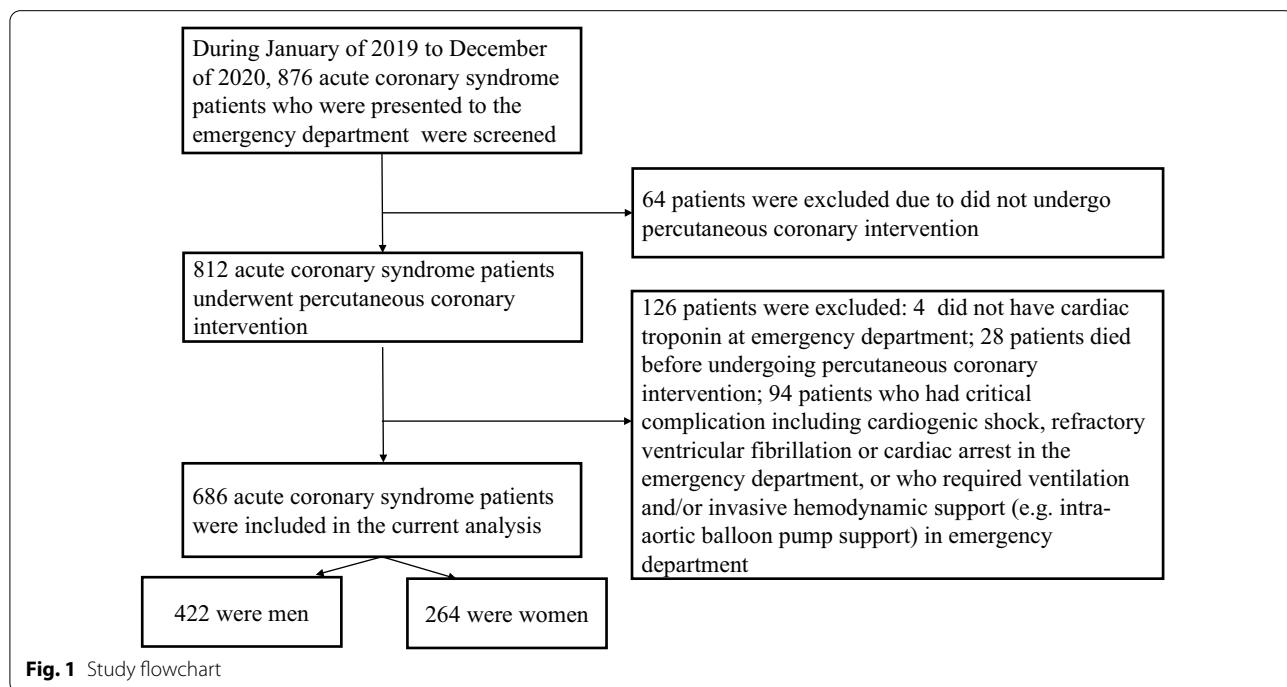 During January of 2019 to December
of 2020, 876 acute coronary syndrome
patients who were presented to the
emergency department were screened
64 patients were excluded due to did not undergo
percutaneous coronary intervention
812 acute coronary syndrome patients
underwent percutaneous coronary
intervention
126 patients were excluded: 4 did not have cardiac
troponin at emergency department; 28 patients died
before undergoing percutaneous coronary
intervention; 94 patients who had critical
complication including cardiogenic shock, refractory
ventricular fibrillation or cardiac arrest in the
emergency department, or who required ventilation
and/or invasive hemodynamic support (e.g. intra-
aortic balloon pump support) in emergency
department
686 acute coronary syndrome patients
were included in the current analysis
422 were men
264 were women
Fig. 1 Study flowchart